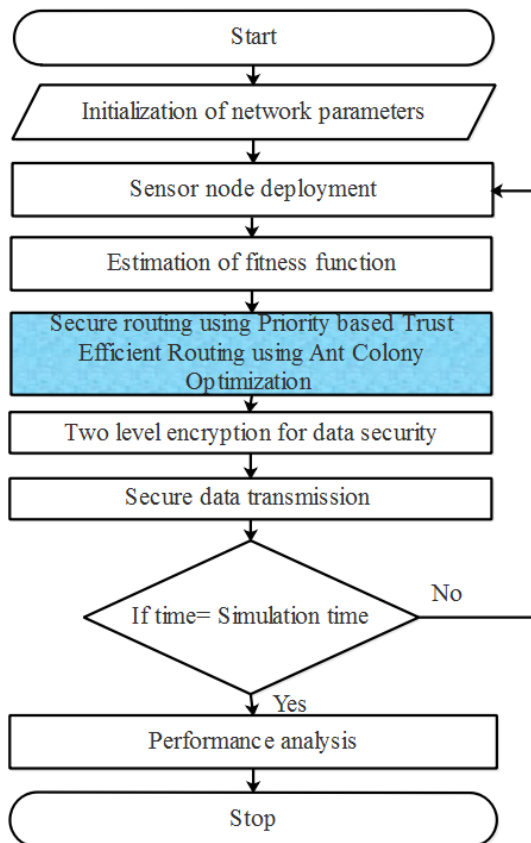 Start
Initialization of network parameters
Sensor node deployment
Estimation of fitness function
Secure routing using Priority based Trust
Efficient Routing using Ant Colony
Optimization
Two level encryption for data security
Secure data transmission
If time= Simulation time
No
Yes
Performance analysis
Stop